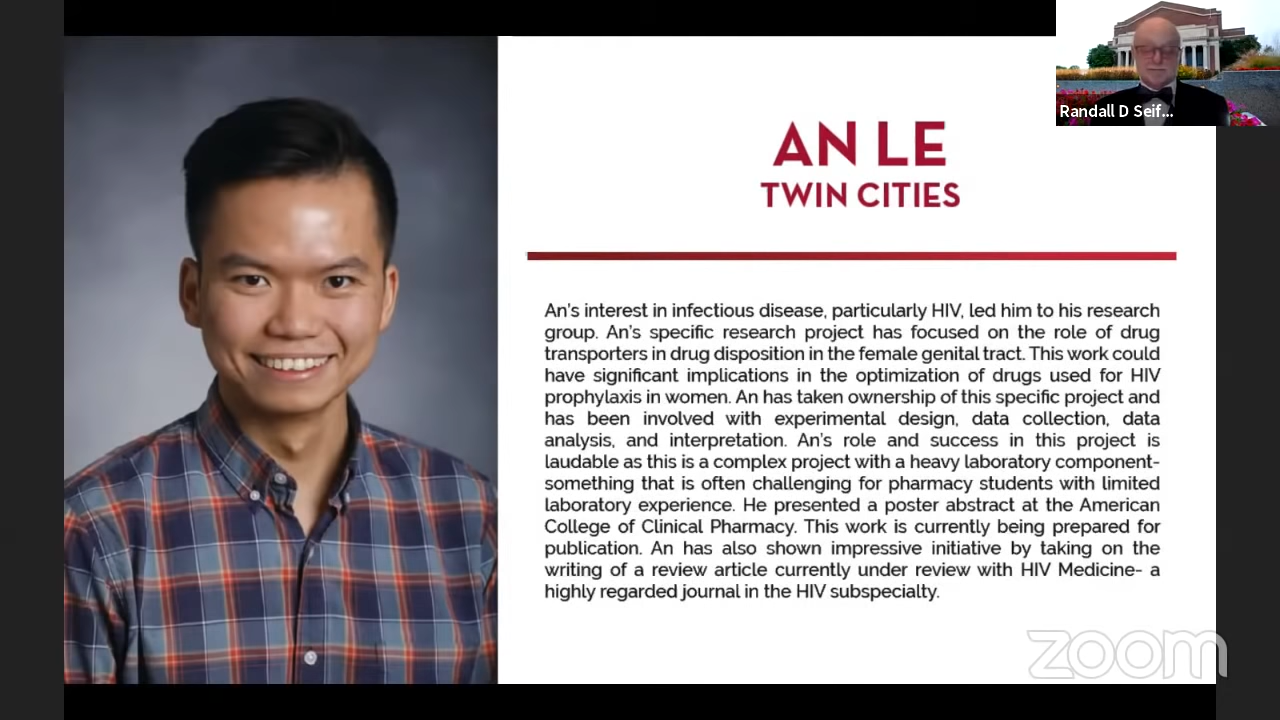 Randall D Seif...
AN LE
TWIN CITIES
An's interest in infectious disease, particularly HIV, led him to his research
group. An's specific research project has focused on the role of drug
transporters in drug disposition in the female genital tract. This work could
have significant implications in the optimization of drugs used for HIV
prophylaxis in women. An has taken ownership of this specific project and
has been involved with experimental design, data collection, data
analysis, and interpretation. An's role and success in this project is
laudable as this is a complex project with a heavy laboratory component-
something that is often challenging for pharmacy students with limited
laboratory experience. He presented a poster abstract at the American
College of Clinical Pharmacy. This work is currently being prepared for
publication. An has also shown impressive initiative by taking on the
writing of a review article currently under review with HIV Medicine- a
highly regarded journal in the HIV subspecialty.
zoom